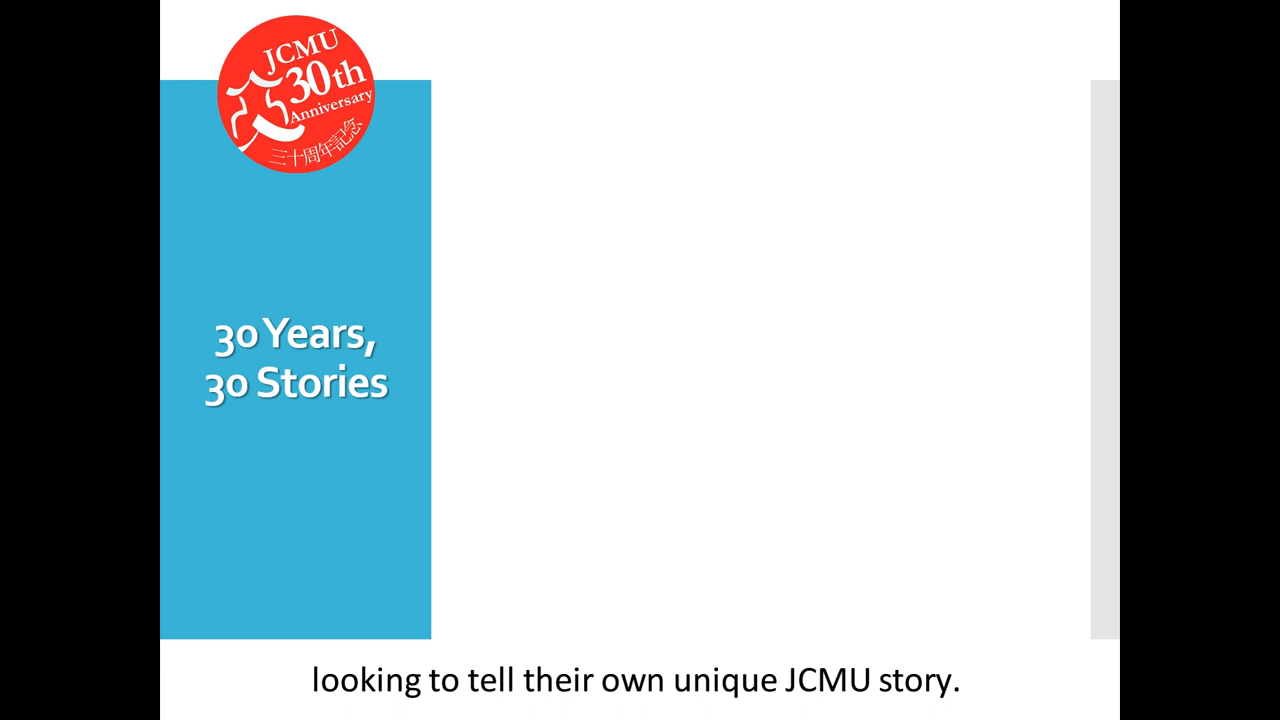 JCMU
30th
Anniversary
三十周年記念
30 Years,
30 Stories
looking to tell their own unique JCMU story.